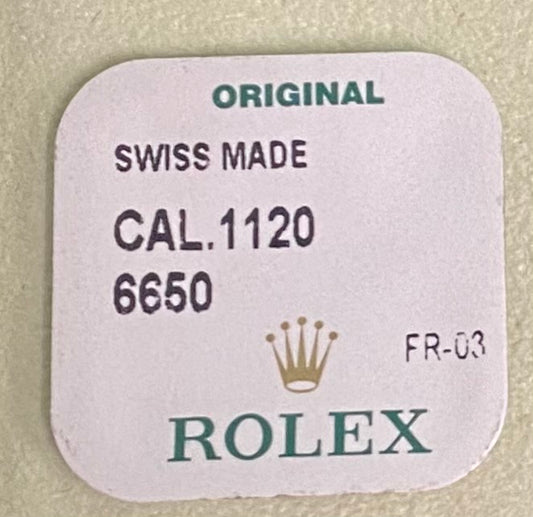 ORIGINAL
SWISS MADE
CAL.1120
6650
FR-03
ROLEX